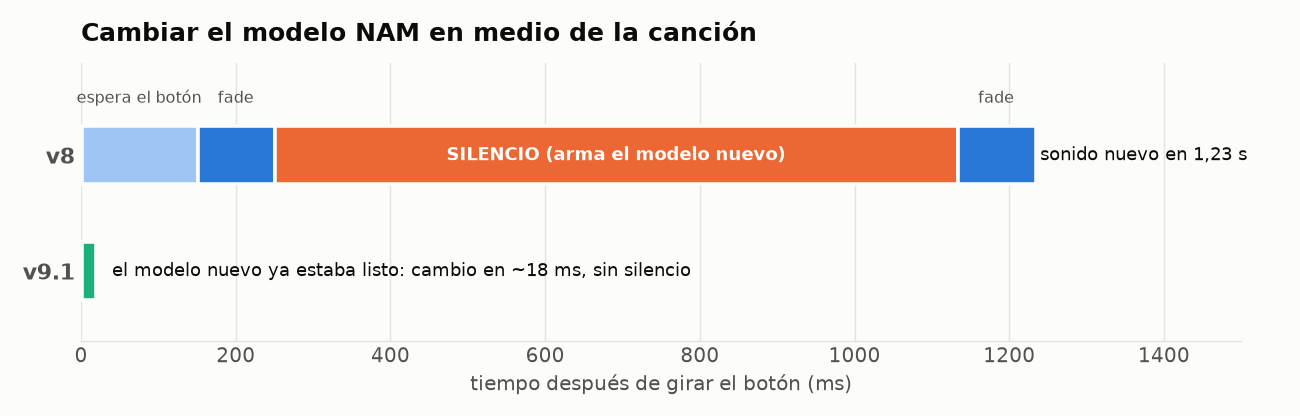 Cambiar el modelo NAM en medio de la canción
espera el botón fade fade
v8 SILENCIO (arma el modelo nuevo) sonido nuevo en 1,23 s
v9.1 el modelo nuevo ya estaba listo: cambio en ~18 ms, sin silencio
0 200 400 600 800 1000 1200 1400
tiempo después de girar el botón (ms)